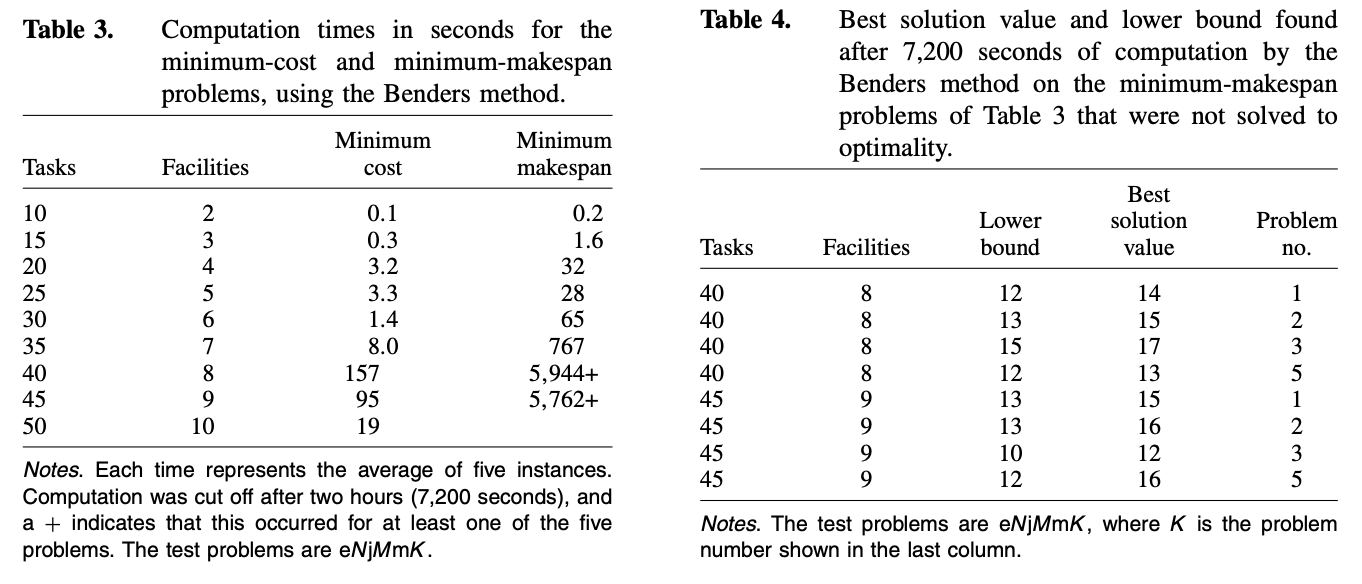 Table 3. Computation times in seconds for the
minimum-cost and minimum-makespan
problems, using the Benders method.
Minimum Minimum
Tasks Facilities cost makespan
10 2 0.1 0.2
15 3 0.3 1.6
20 4 3.2 32
25 5 3.3 28
30 6 1.4 65
35 7 8.0 767
40 8 157 5,944+
45 9 95 5,762+
50 10 19
Notes. Each time represents the average of five instances.
Computation was cut off after two hours (7,200 seconds), and
a + indicates that this occurred for at least one of the five
problems. The test problems are eNjMmK.
Table 4. Best solution value and lower bound found
after 7,200 seconds of computation by the
Benders method on the minimum-makespan
problems of Table 3 that were not solved to
optimality.
Best
Lower solution Problem
Tasks Facilities bound value no.
40 8 12 14 1
40 8 13 15 2
40 8 15 17 3
40 8 12 13 5
45 9 13 15 1
45 9 13 16 2
45 9 10 12 3
45 9 12 16 5
Notes. The test problems are eNjMmK, where K is the problem
number shown in the last column.